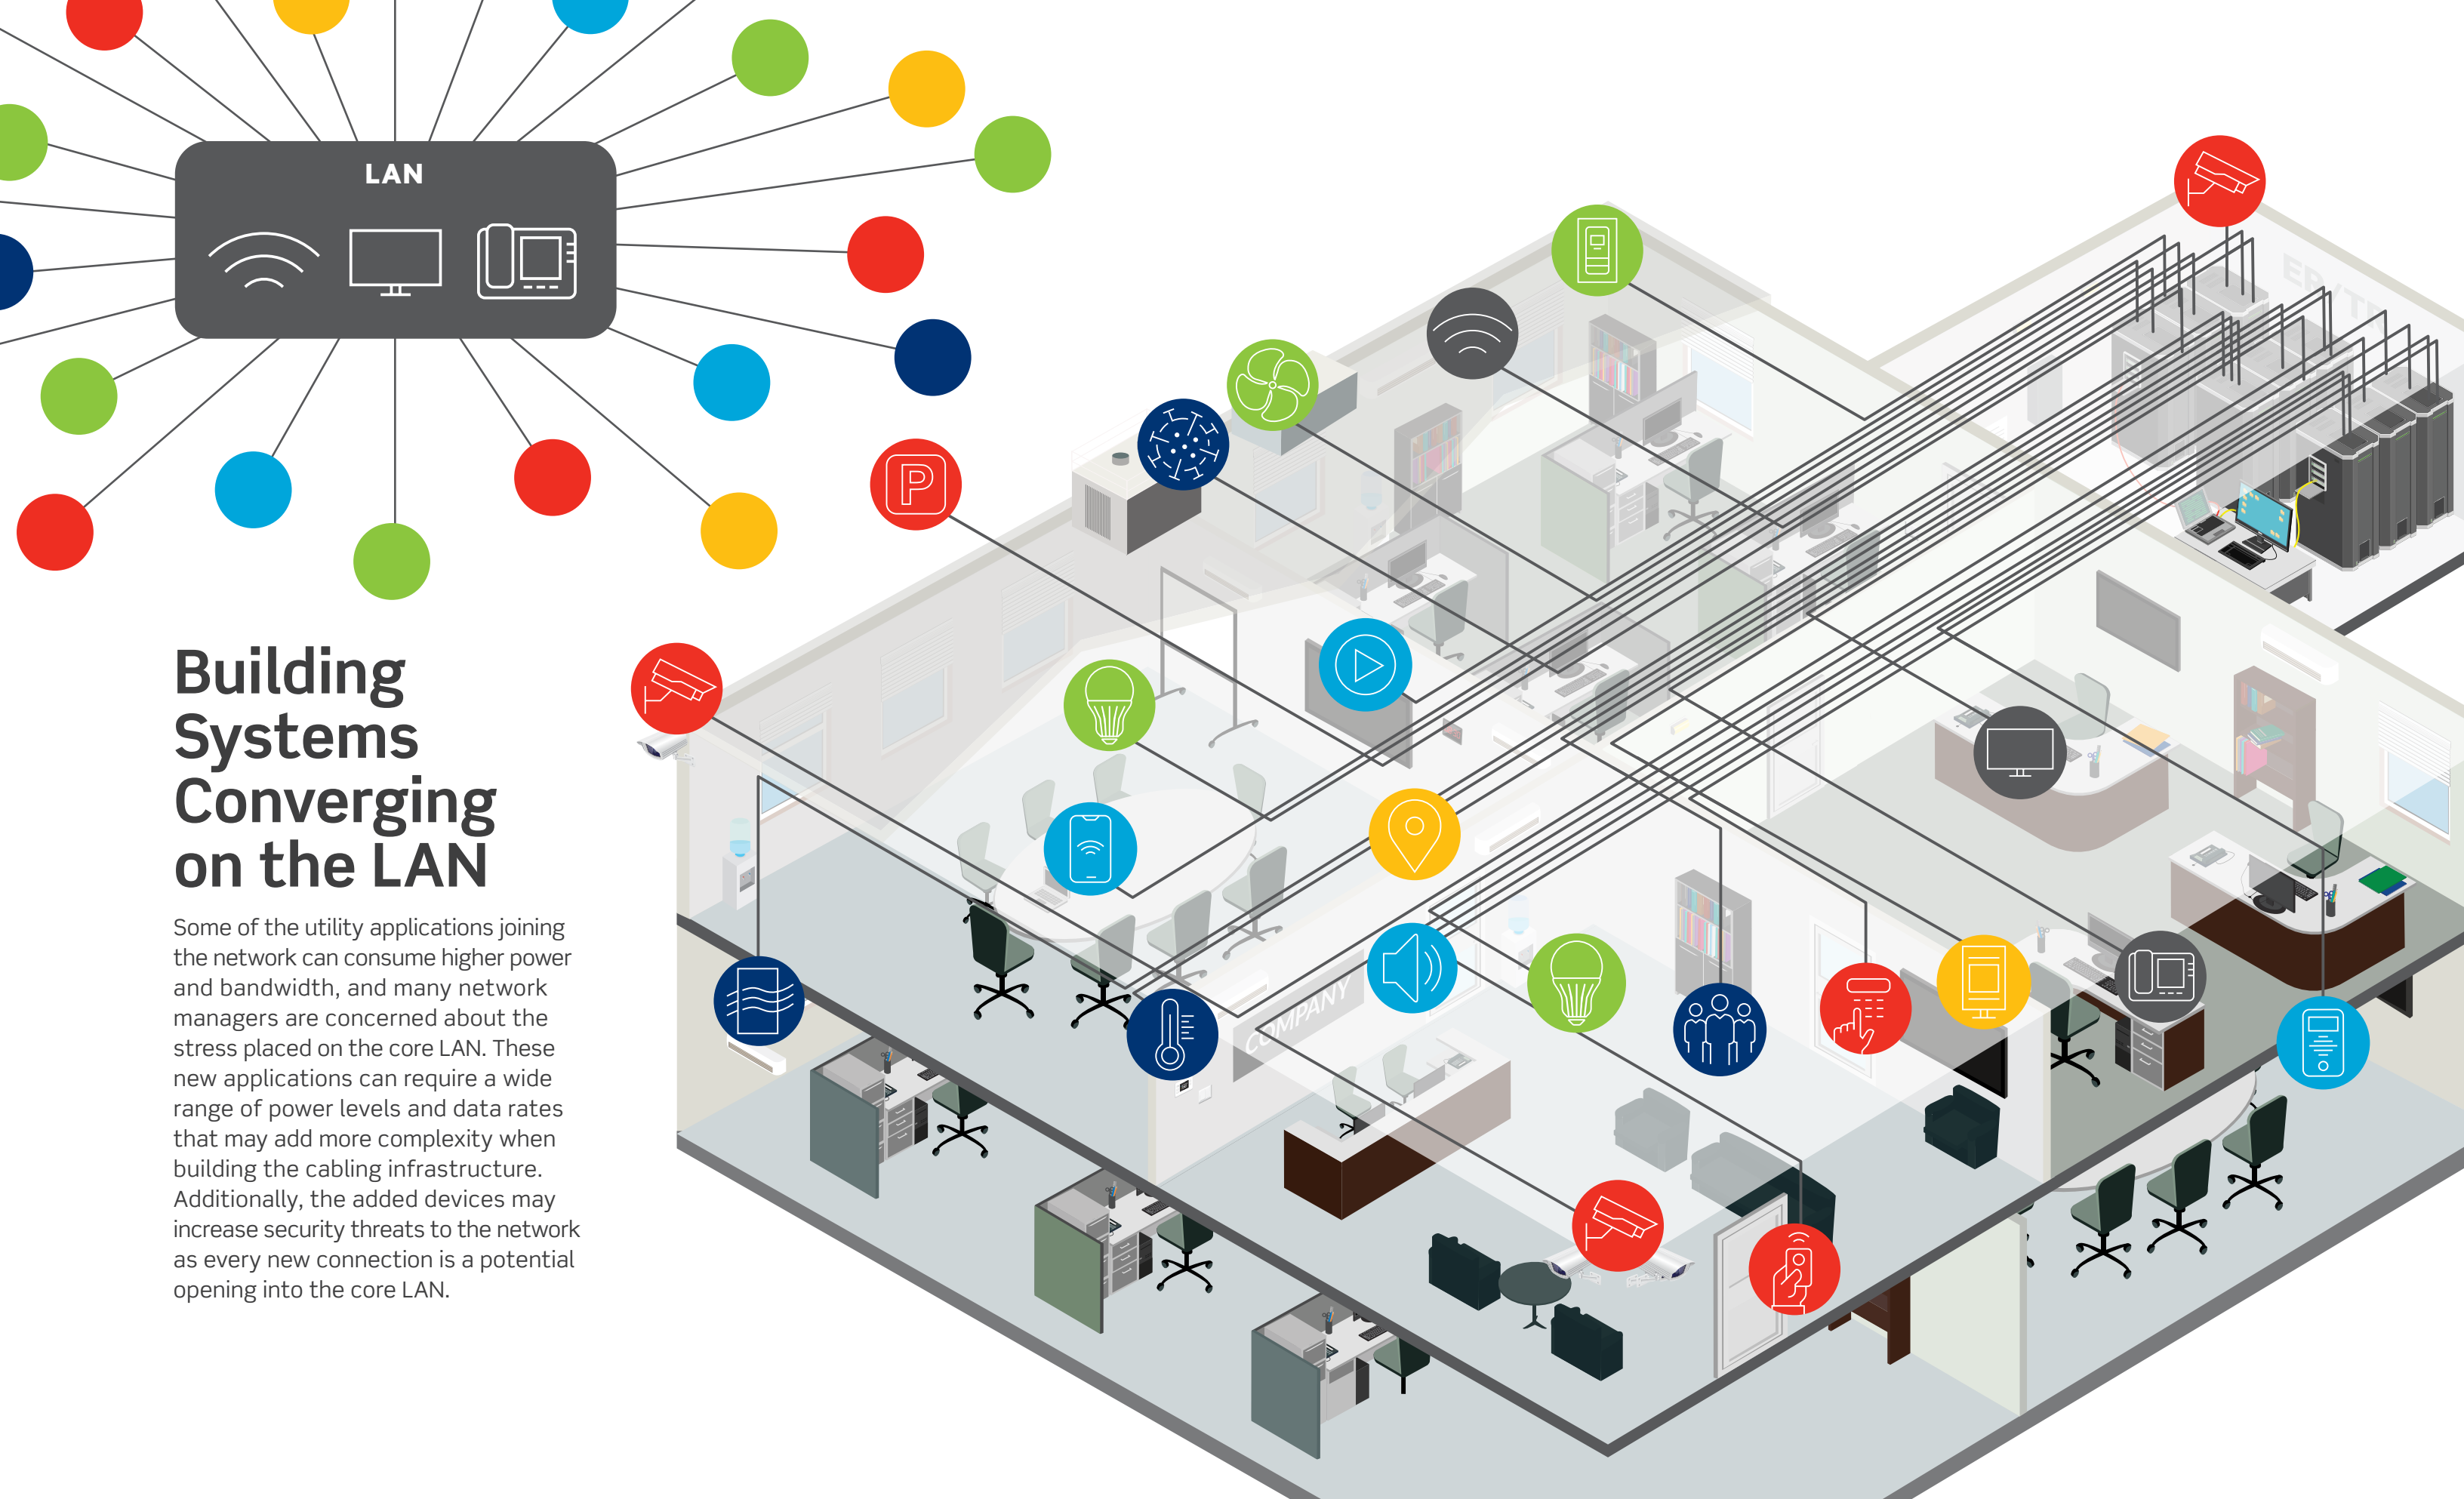 LAN
Building
Systems
Converging
on the LAN
Some of the utility applications joining
the network can consume higher power
and bandwidth, and many network
managers are concerned about the
stress placed on the core LAN. These
new applications can require a wide
range of power levels and data rates
that may add more complexity when
building the cabling infrastructure.
Additionally, the added devices may
increase security threats to the network
as every new connection is a potential
opening into the core LAN.
P
COMPANY